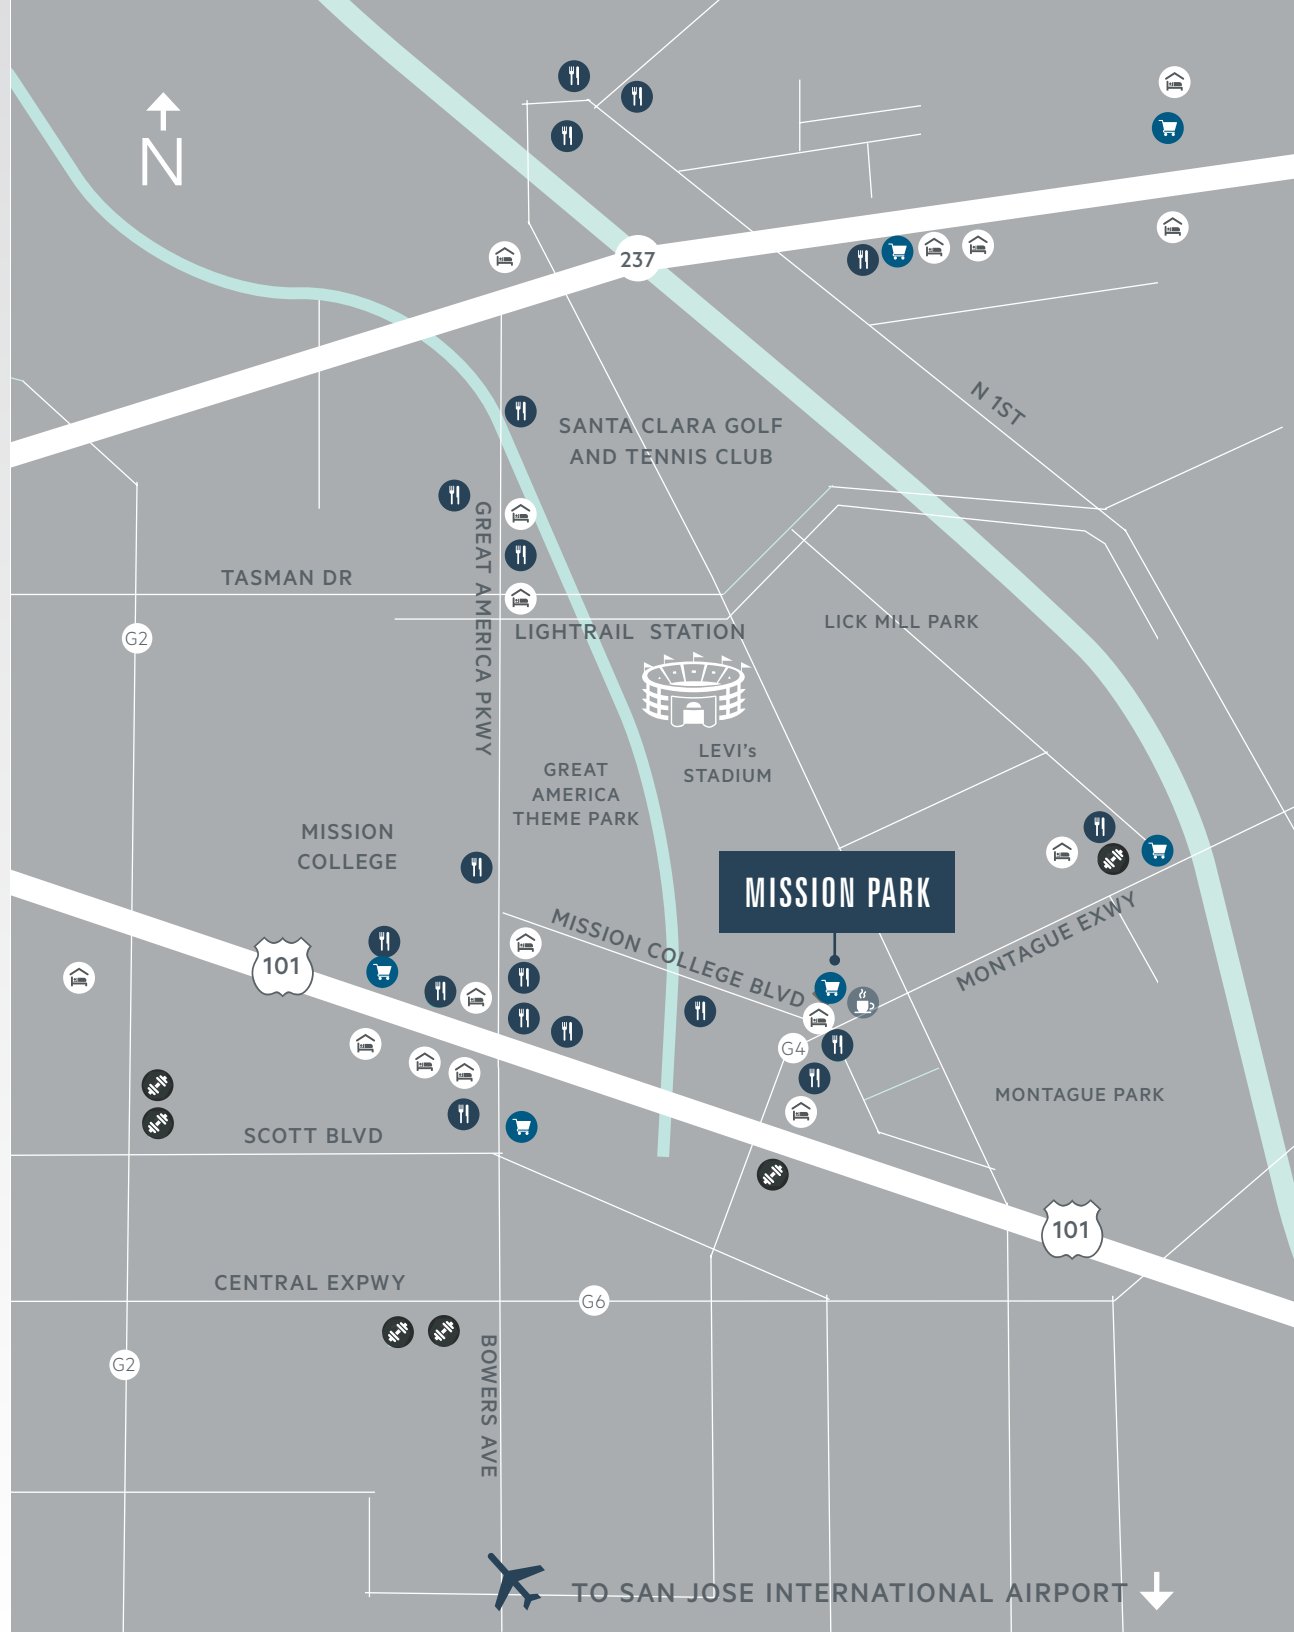 N
237
N 1ST
SANTA CLARA GOLF
AND TENNIS CLUB
GREAT AMERICA PKWY
TASMAN DR
LICK MILL PARK
G2
LIGHTRAIL STATION
LEVI's
STADIUM
GREAT
AMERICA
THEME PARK
MISSION
COLLEGE
MISSION PARK
MISSION COLLEGE BLVD
MONTAGUE EXWY
101
G4
MONTAGUE PARK
SCOTT BLVD
101
CENTRAL EXPWY
G6
G2
BOWERS AVE
TO SAN JOSE INTERNATIONAL AIRPORT